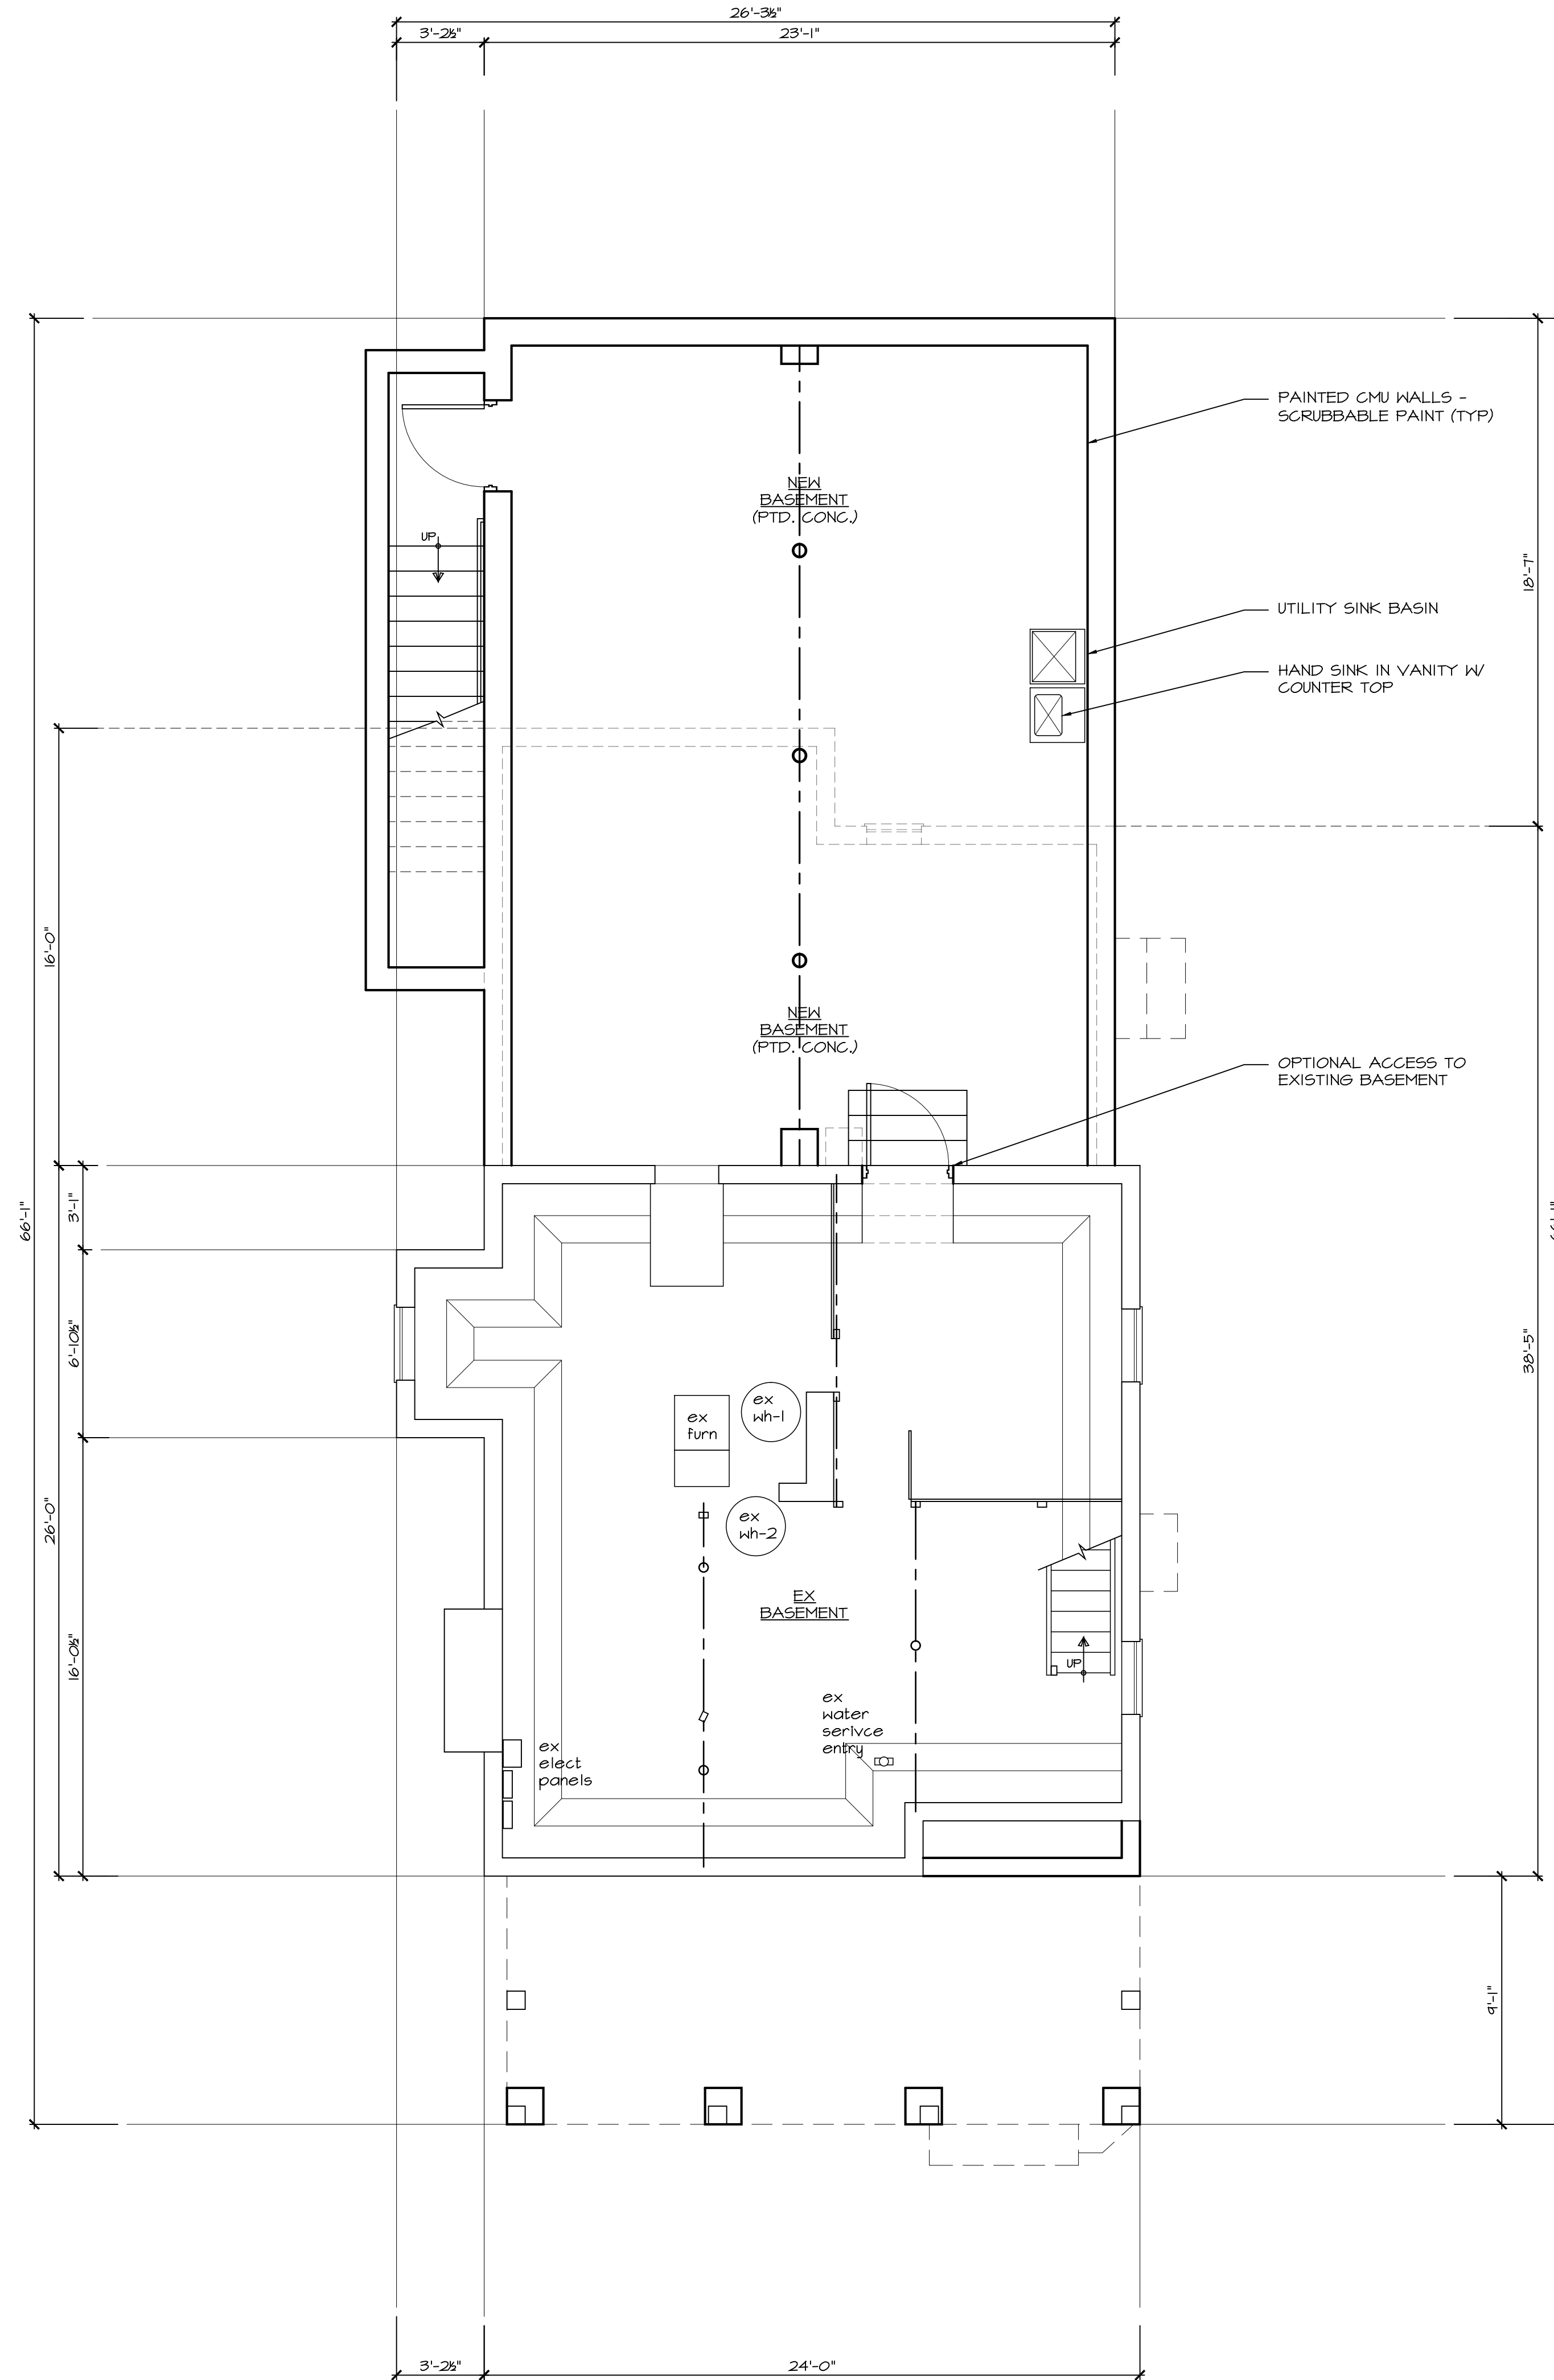 26'-3½"
3'-2½"
23'-1"
PAINTED CMU WALLS -
SCRUBBABLE PAINT (TYP)
NEW
BASEMENT
(PTD. CONC.)
UP
18'-7"
UTILITY SINK BASIN
HAND SINK IN VANITY W/
COUNTER TOP
16'-0"
NEW
BASEMENT
(PTD. CONC.)
OPTIONAL ACCESS TO
EXISTING BASEMENT
66'-1"
3'-1"
6'-10½"
38'-5"
ex
wh-1
ex
furn
26'-0"
ex
wh-2
EX
BASEMENT
16'-0½"
UP
ex
water
serivce
entry
ex
elect
panels
9'-1"
3'-2½"
24'-0"